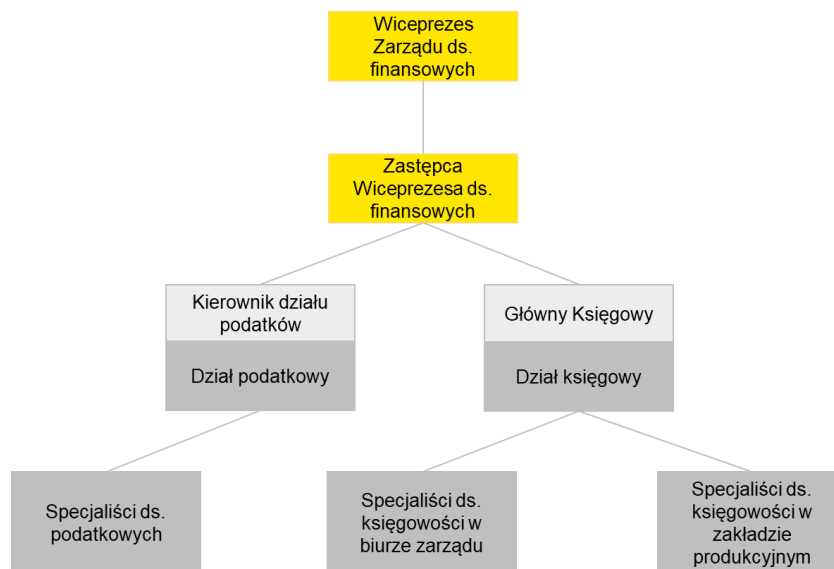 Wiceprezes
Zarządu ds.
finansowych
Zastępca
Wiceprezesa ds.
finansowych
Kierownik działu
podatków
Dział podatkowy
Główny Księgowy
Dział księgowy
Specjaliści ds.
podatkowych
Specjaliści ds.
księgowości w
biurze zarządu
Specjaliści ds.
księgowości w
zakładzie
produkcyjnym